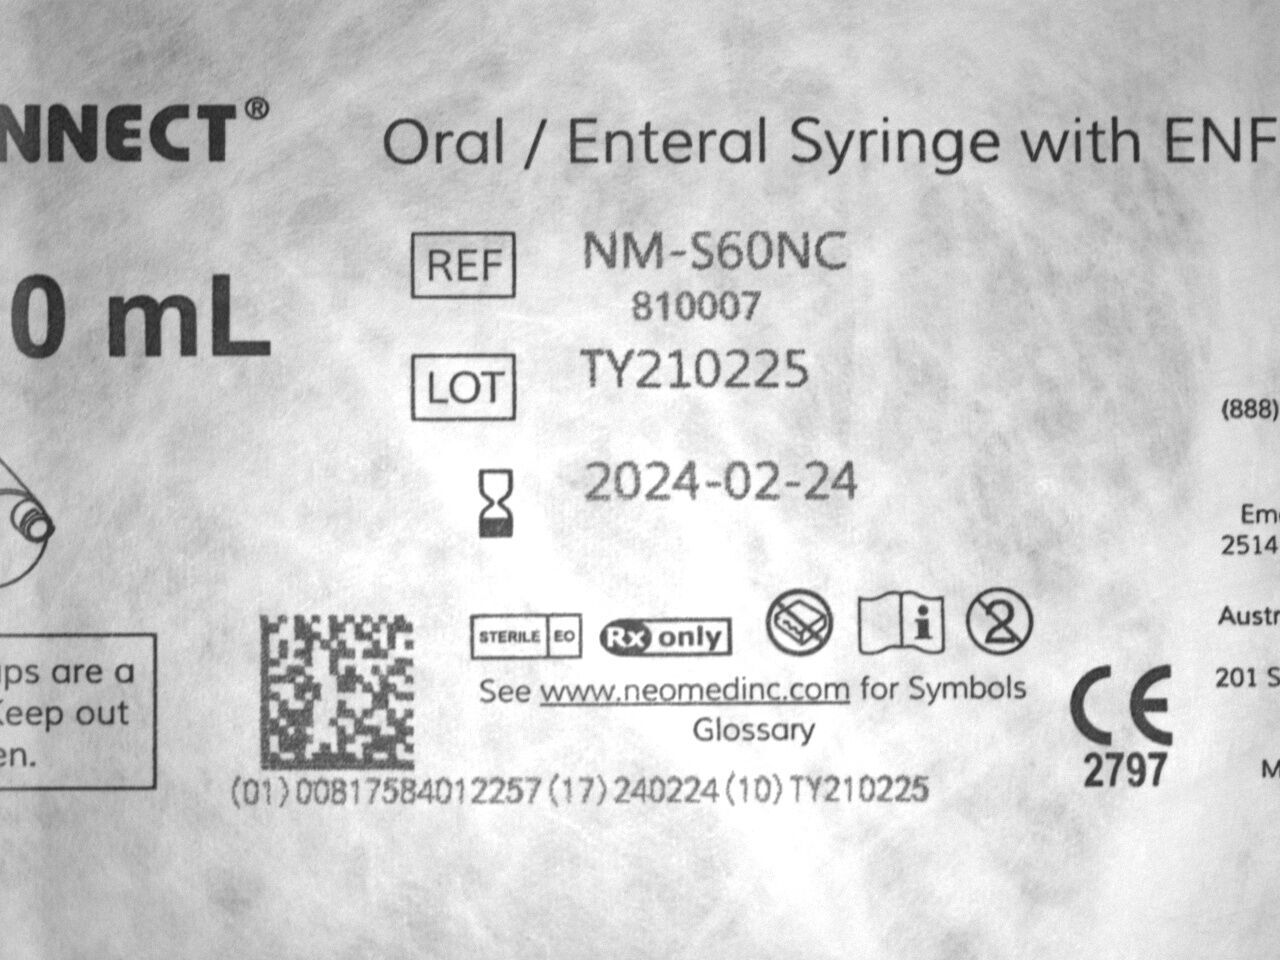 NNECT®
Oral / Enteral Syringe with ENF
0 mL
REF NM-S60NC
810007
LOT TY210225
2024-02-24
(888)
2514
STERILE EO Rx only
See www.neomedinc.com for Symbols
Glossary
201 S
CE
2797
ps are a
Keep out
en.
(01)00817584012257(17)240224(10)TY210225